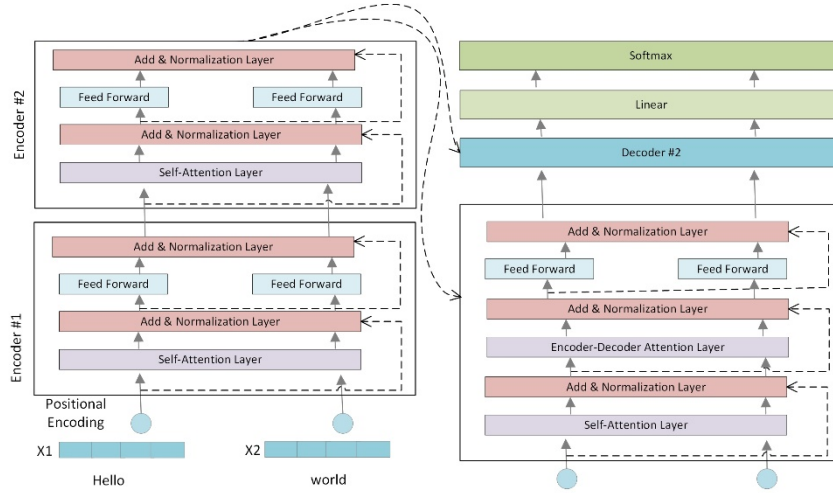 Encoder #2
Add & Normalization Layer
Feed Forward
Feed Forward
Add & Normalization Layer
Self-Attention Layer
Encoder #1
Add & Normalization Layer
Feed Forward
Feed Forward
Add & Normalization Layer
Self-Attention Layer
Positional
Encoding
X1
X2
Hello
world
Softmax
Linear
Decoder #2
Add & Normalization Layer
Feed Forward
Feed Forward
Add & Normalization Layer
Encoder-Decoder Attention Layer
Add & Normalization Layer
Self-Attention Layer